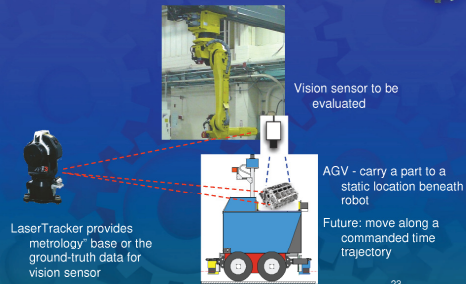 Vision sensor to be
evaluated
AGV - carry a part to a
static location beneath
robot
Future: move along a
commanded time
trajectory
LaserTracker provides
metrology” base or the
ground-truth data for
vision sensor
23